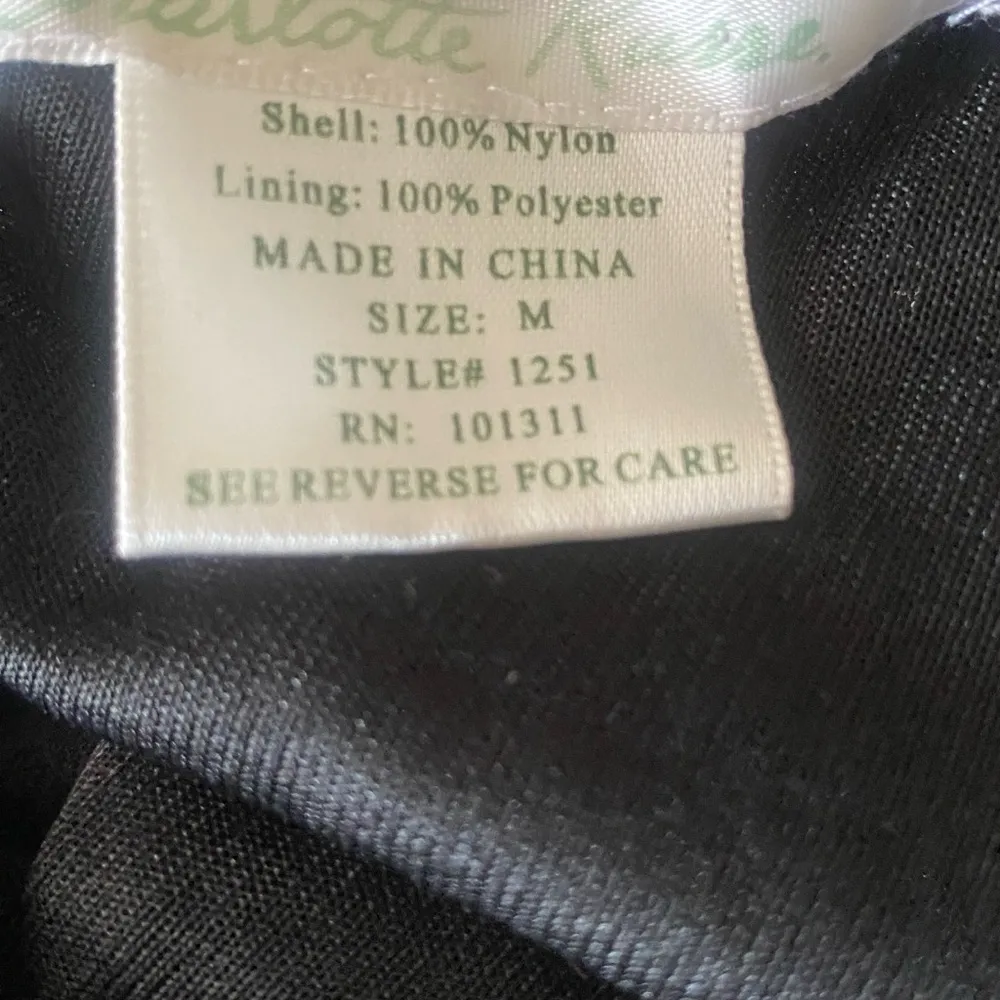 Shell: 100% Nylon
Lining: 100% Polyester
MADE IN CHINA
SIZE: M
STYLE# 1251
RN: 101311
SEE REVERSE FOR CARE